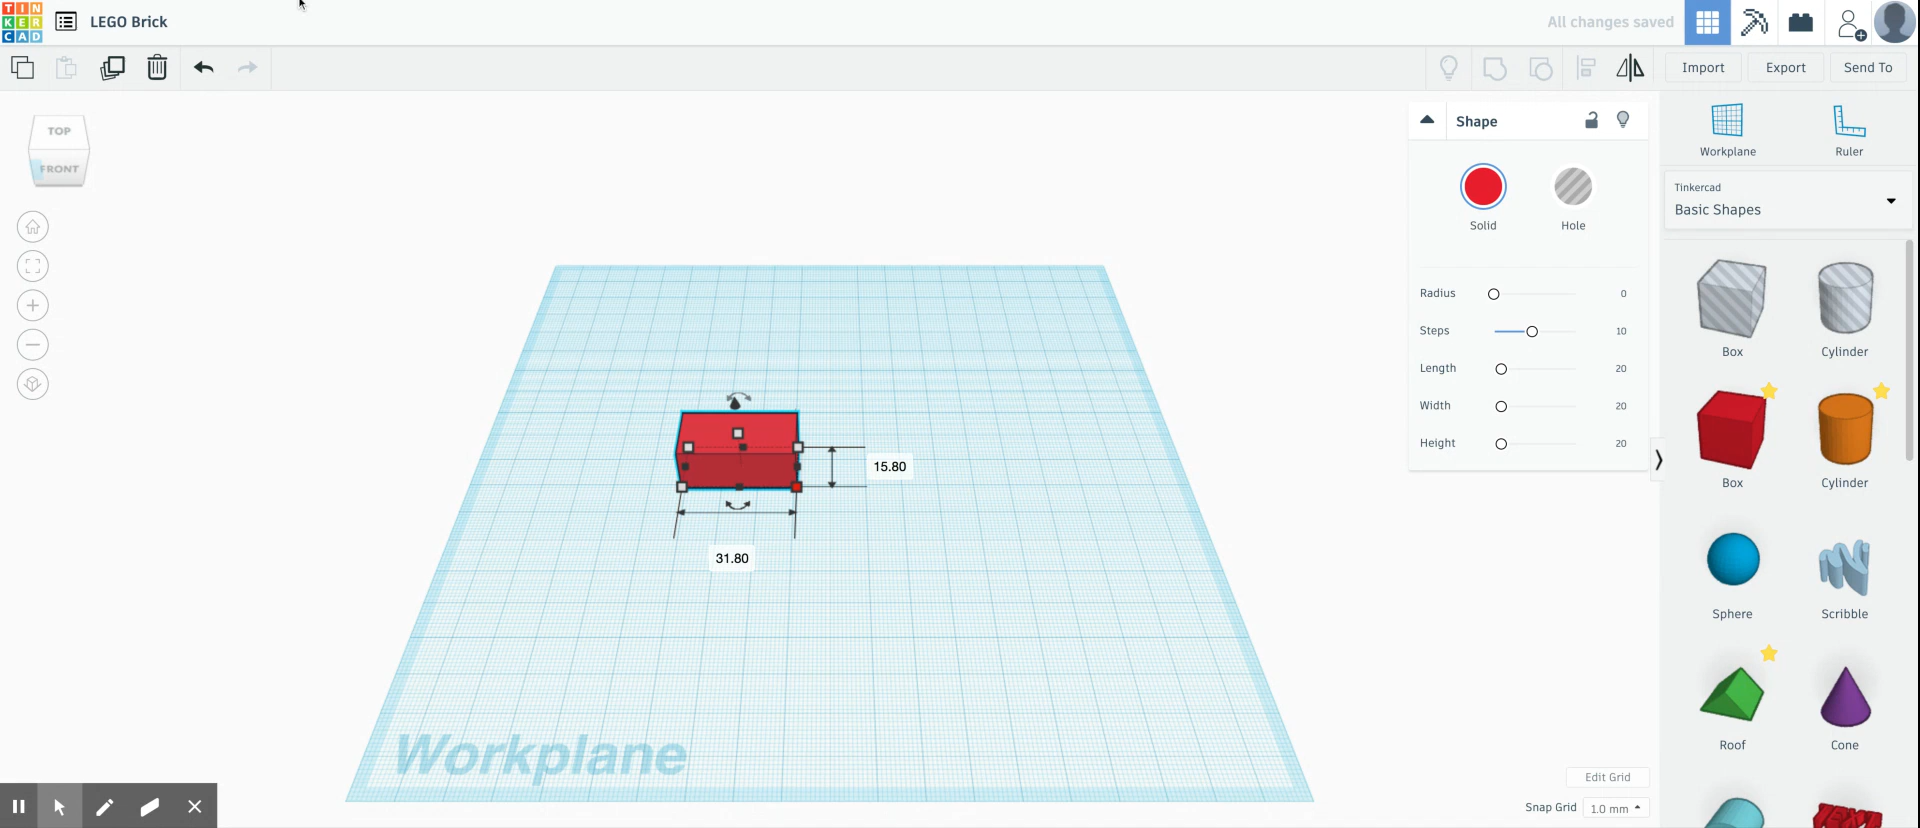 TIN
KER
CAD
LEGO Brick
All changes saved
Import
Export
Send To
TOP
FRONT
Shape
Solid
Hole
Radius 0
Steps 10
Length 20
Width 20
Height 20
Workplane
Ruler
Tinkercad
Basic Shapes
Box
Cylinder
Box
Cylinder
Sphere
Scribble
Roof
Cone
15.80
31.80
Workplane
Edit Grid
Snap Grid 1.0 mm